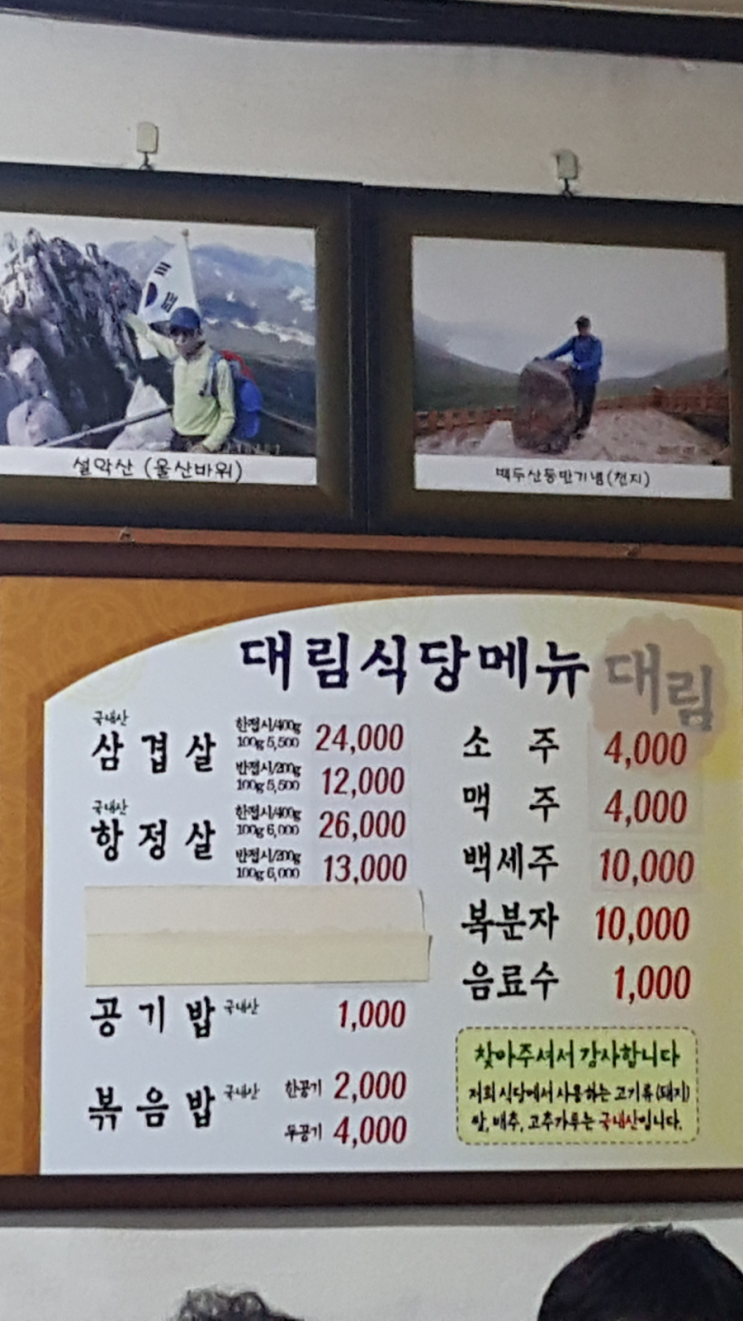 설악산 (울산바위)
백두산등반기념(천지)
대림식당메뉴 대림
국내산
삼겹살 한접시/400g 100g 5,500 24,000
반접시/200g 100g 5,500 12,000
국내산
항정살 한접시/400g 100g 6,000 26,000
반접시/200g 100g 6,000 13,000
공기밥 국내산 1,000
볶음밥 국내산 한공기 2,000
두공기 4,000
소주 4,000
맥주 4,000
백세주 10,000
복분자 10,000
음료수 1,000
찾아주셔서 감사합니다
저희 식당에서 사용하는 고기류(돼지)
쌀, 배추, 고추가루는 국내산입니다.